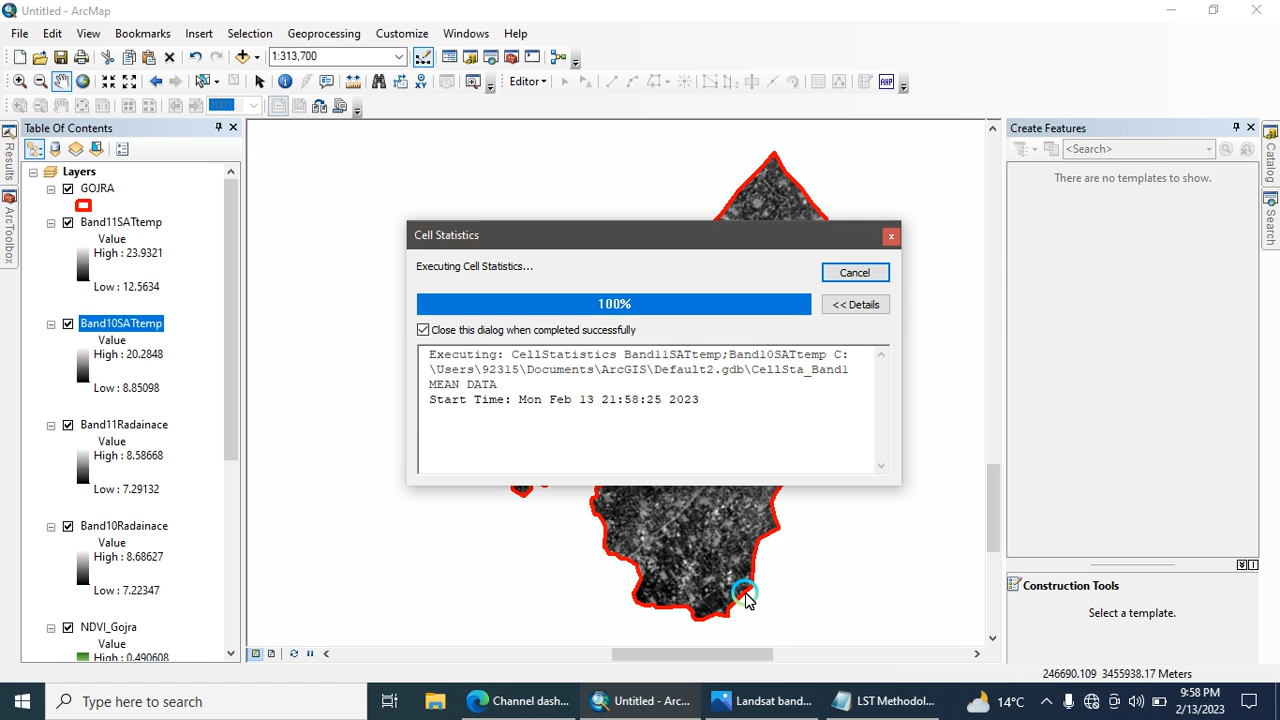 Untitled - ArcMap
File Edit View Bookmarks Insert Selection Geoprocessing Customize Windows Help
1:313,700
Editor
100%
Table Of Contents
Create Features
<Search>
There are no templates to show.
Results
ArcToolbox
Catalog
Search
Layers
GOJRA
Band11SATtemp
Value
High : 23.9321
Low : 12.5634
Band10SATtemp
Value
High : 20.2848
Low : 8.85098
Band11Radainace
Value
High : 8.58668
Low : 7.29132
Band10Radainace
Value
High : 8.68627
Low : 7.22347
NDVI_Gojra
Value
High : 0.490608
Cell Statistics
Executing Cell Statistics...
Cancel
100%
<< Details
Close this dialog when completed successfully
Executing: CellStatistics Band11SATtemp;Band10SATtemp C:
\Users\92315\Documents\ArcGIS\Default2.gdb\CellSta_Band1
MEAN DATA
Start Time: Mon Feb 13 21:58:25 2023
Construction Tools
Select a template.
246690.109 3455938.17 Meters
Type here to search
Channel dash...
Untitled - Arc...
Landsat band...
LST Methodol...
14°C
9:58 PM
2/13/2023